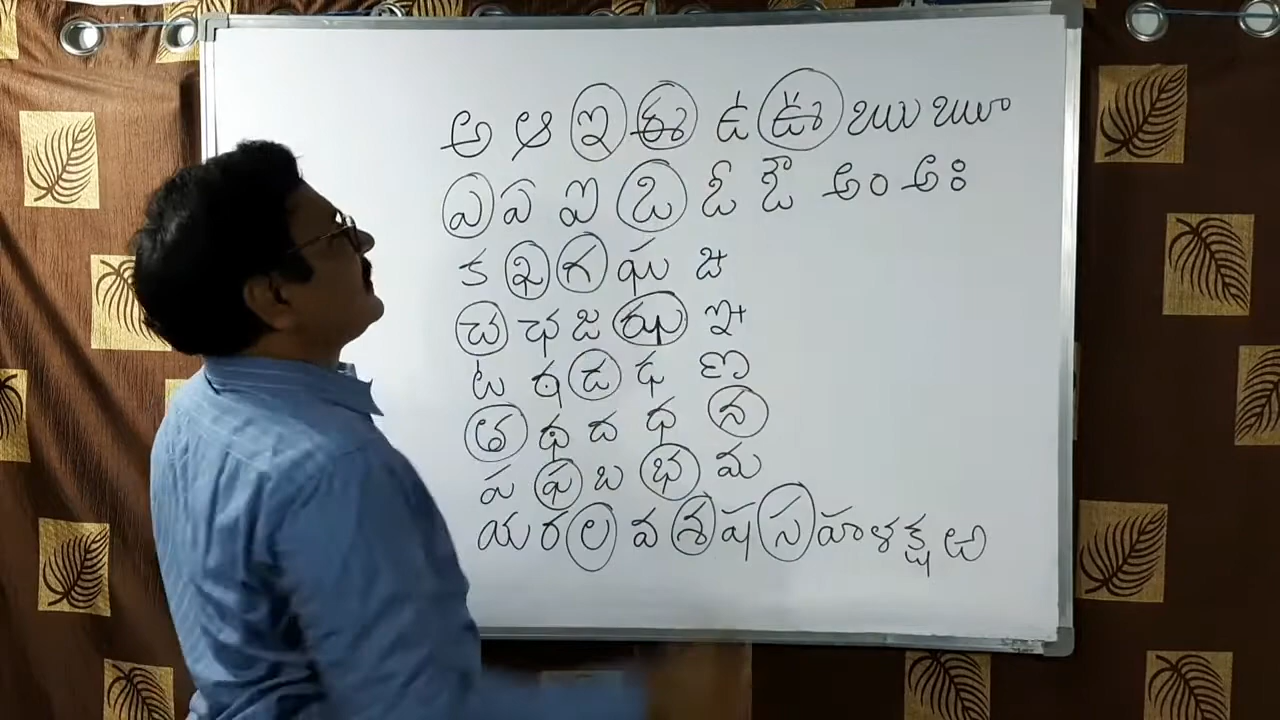 అ ఆ ఇ ఈ ఉ ఊ ఋ ౠ
ఎ ఏ ఐ ఒ ఓ ఔ అం అః
క ఖ గ ఘ ఙ
చ ఛ జ ఝ ఞ
ట ఠ డ ఢ ణ
త థ ద ధ న
ప ఫ బ భ మ
య ర ల వ శ ష స హ ళ క్ష ఱ